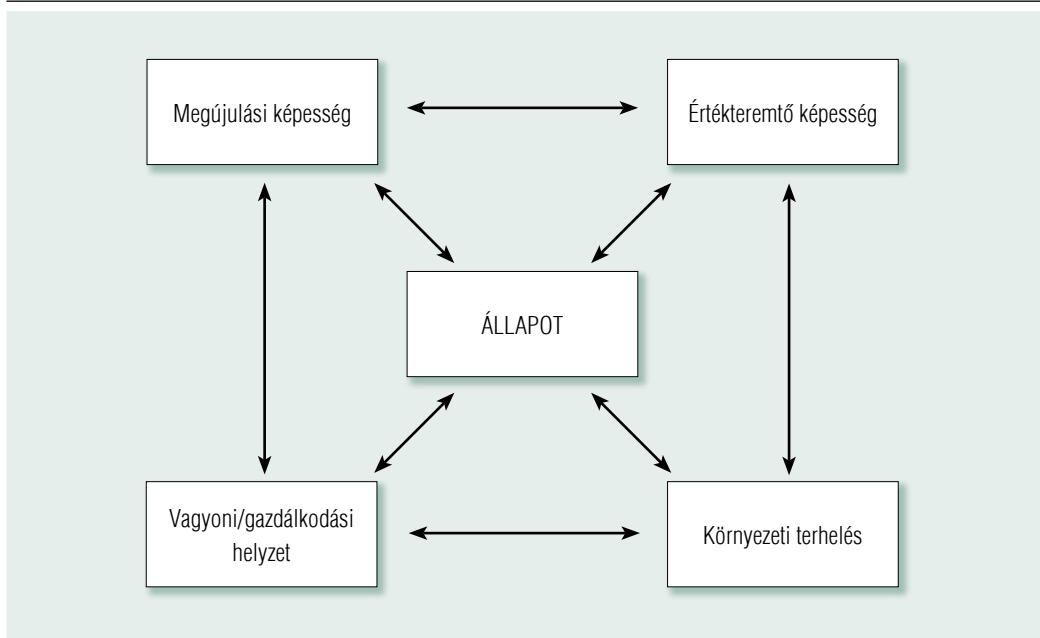 Megújulási képesség
Értékteremtő képesség
ÁLLAPOT
Vagyoni/gazdálkodási
helyzet
Környezeti terhelés